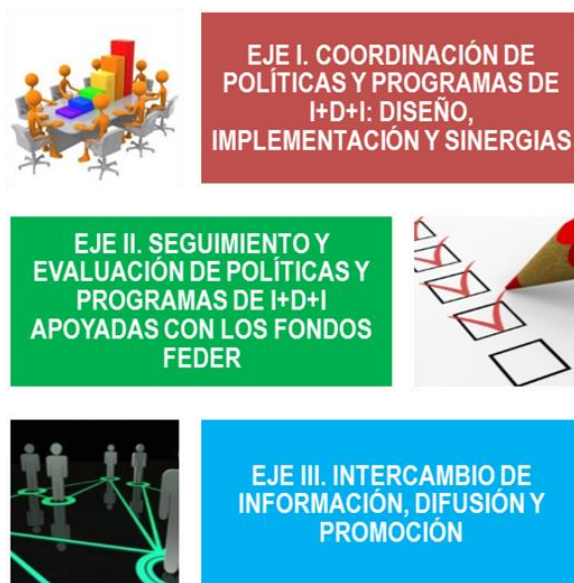 EJE I. COORDINACIÓN DE
POLÍTICAS Y PROGRAMAS DE
I+D+I: DISEÑO,
IMPLEMENTACIÓN Y SINERGIAS
EJE II. SEGUIMIENTO Y
EVALUACIÓN DE POLÍTICAS Y
PROGRAMAS DE I+D+I
APOYADAS CON LOS FONDOS
FEDER
EJE III. INTERCAMBIO DE
INFORMACIÓN, DIFUSIÓN Y
PROMOCIÓN